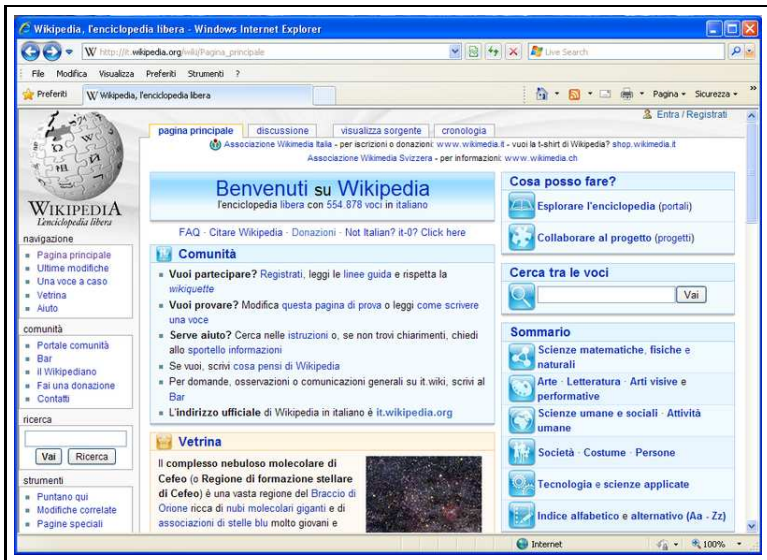 Wikipedia, l'enciclopedia libera - Windows Internet Explorer
http://it.wikipedia.org/wiki/Pagina_principale
Live Search
File Modifica Visualizza Preferiti Strumenti ?
Preferiti
Wikipedia, l'enciclopedia libera
Pagina
Sicurezza
Entra / Registrati
pagina principale
discussione
visualizza sorgente
cronologia
Associazione Wikimedia Italia - per iscrizioni o donazioni: www.wikimedia.it - vuoi la t-shirt di Wikipedia? shop.wikimedia.it
Associazione Wikimedia Svizzera - per informazioni: www.wikimedia.ch
WIKIPEDIA
L'enciclopedia libera
navigazione
Pagina principale
Ultime modifiche
Una voce a caso
Vetrina
Aiuto
comunità
Portale comunità
Bar
il Wikipediano
Fai una donazione
Contatti
ricerca
Vai
Ricerca
strumenti
Puntano qui
Modifiche correlate
Pagine speciali
Benvenuti su Wikipedia
l'enciclopedia libera con 554.878 voci in italiano
FAQ · Citare Wikipedia · Donazioni · Not Italian? it-0? Click here
Comunità
Vuoi partecipare? Registrati, leggi le linee guida e rispetta la
wikiquette
Vuoi provare? Modifica questa pagina di prova o leggi come scrivere
una voce
Serve aiuto? Cerca nelle istruzioni o, se non trovi chiarimenti, chiedi
allo sportello informazioni
Se vuoi, scrivi cosa pensi di Wikipedia
Per domande, osservazioni o comunicazioni generali su it.wiki, scrivi al
Bar
L'indirizzo ufficiale di Wikipedia in italiano è it.wikipedia.org
Vetrina
Il complesso nebuloso molecolare di
Cefeo (o Regione di formazione stellare
di Cefeo) è una vasta regione del Braccio di
Orione ricca di nubi molecolari giganti e di
associazioni di stelle blu molto giovani e
Cosa posso fare?
Esplorare l'enciclopedia (portali)
Collaborare al progetto (progetti)
Cerca tra le voci
Vai
Sommario
Scienze matematiche, fisiche e
naturali
Arte · Letteratura · Arti visive e
performative
Scienze umane e sociali · Attività
umane
Società · Costume · Persone
Tecnologia e scienze applicate
Indice alfabetico e alternativo (Aa - Zz)
Internet
100%